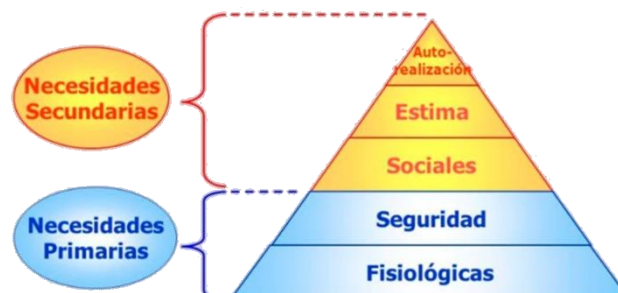 Necesidades
Secundarias
Auto-
realización
Estima
Sociales
Necesidades
Primarias
Seguridad
Fisiológicas